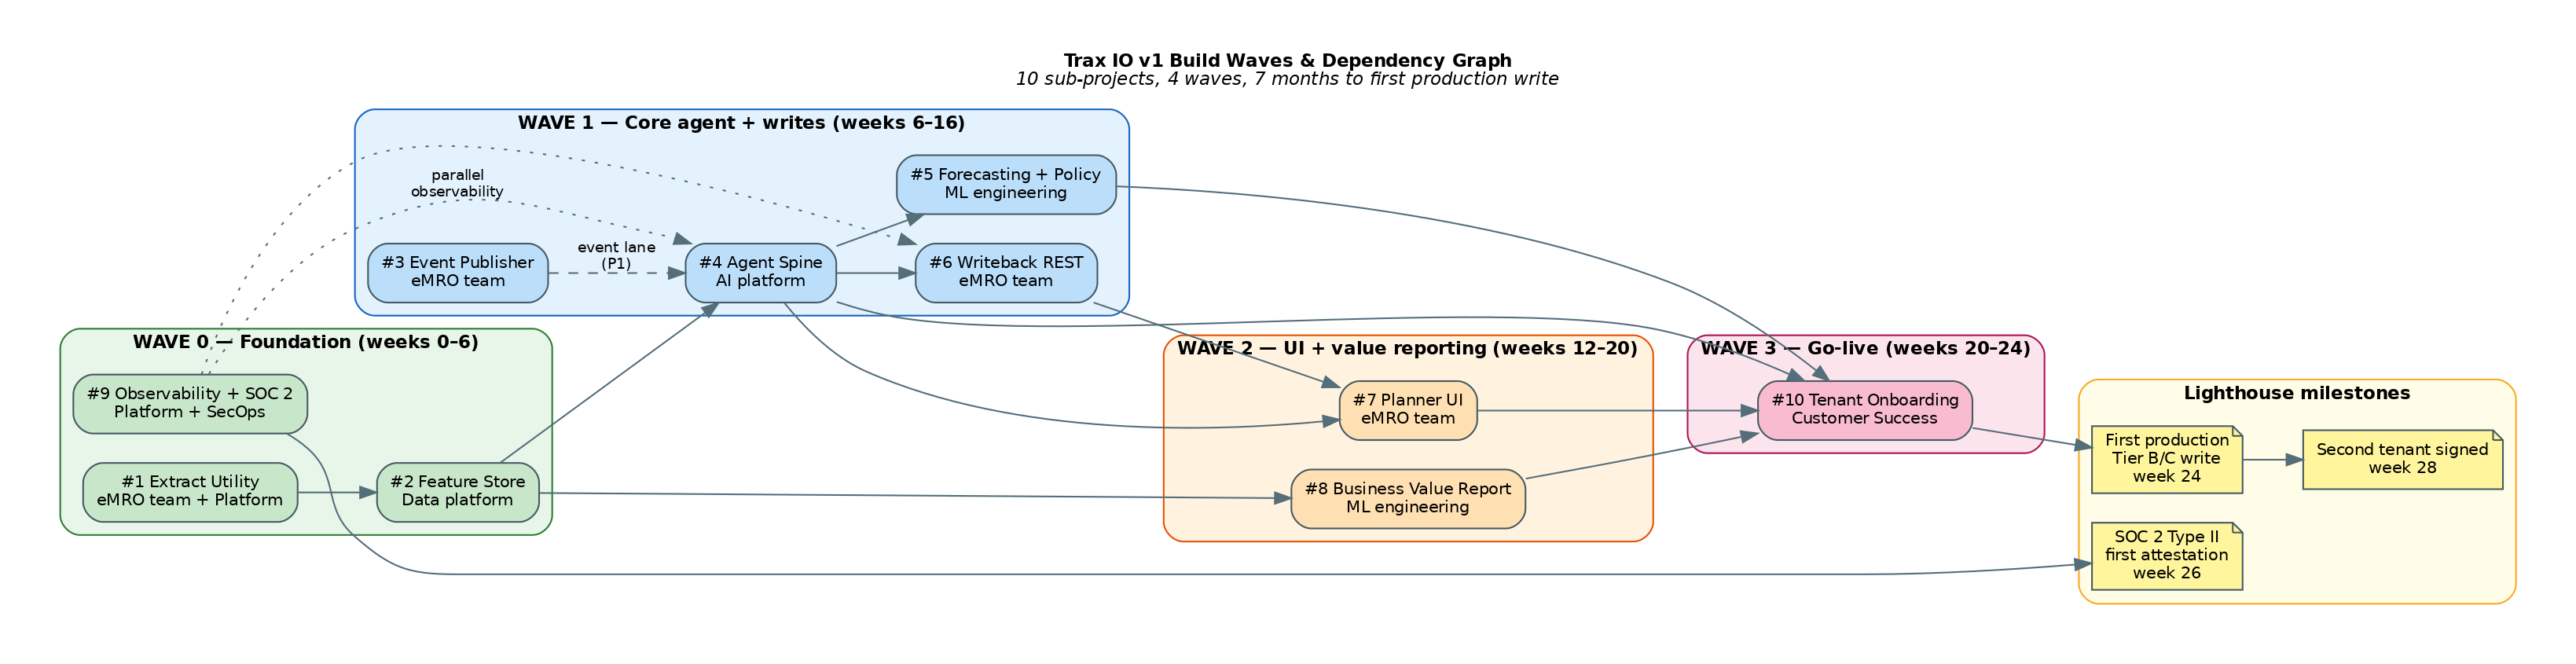 Trax IO v1 Build Waves & Dependency Graph
10 sub-projects, 4 waves, 7 months to first production write
WAVE 1 — Core agent + writes (weeks 6–16)
parallel
observability
#5 Forecasting + Policy
ML engineering
event lane
(P1)
#3 Event Publisher
eMRO team
#4 Agent Spine
AI platform
#6 Writeback REST
eMRO team
WAVE 0 — Foundation (weeks 0–6)
#9 Observability + SOC 2
Platform + SecOps
#1 Extract Utility
eMRO team + Platform
#2 Feature Store
Data platform
WAVE 2 — UI + value reporting (weeks 12–20)
#7 Planner UI
eMRO team
#8 Business Value Report
ML engineering
WAVE 3 — Go-live (weeks 20–24)
#10 Tenant Onboarding
Customer Success
Lighthouse milestones
First production
Tier B/C write
week 24
Second tenant signed
week 28
SOC 2 Type II
first attestation
week 26